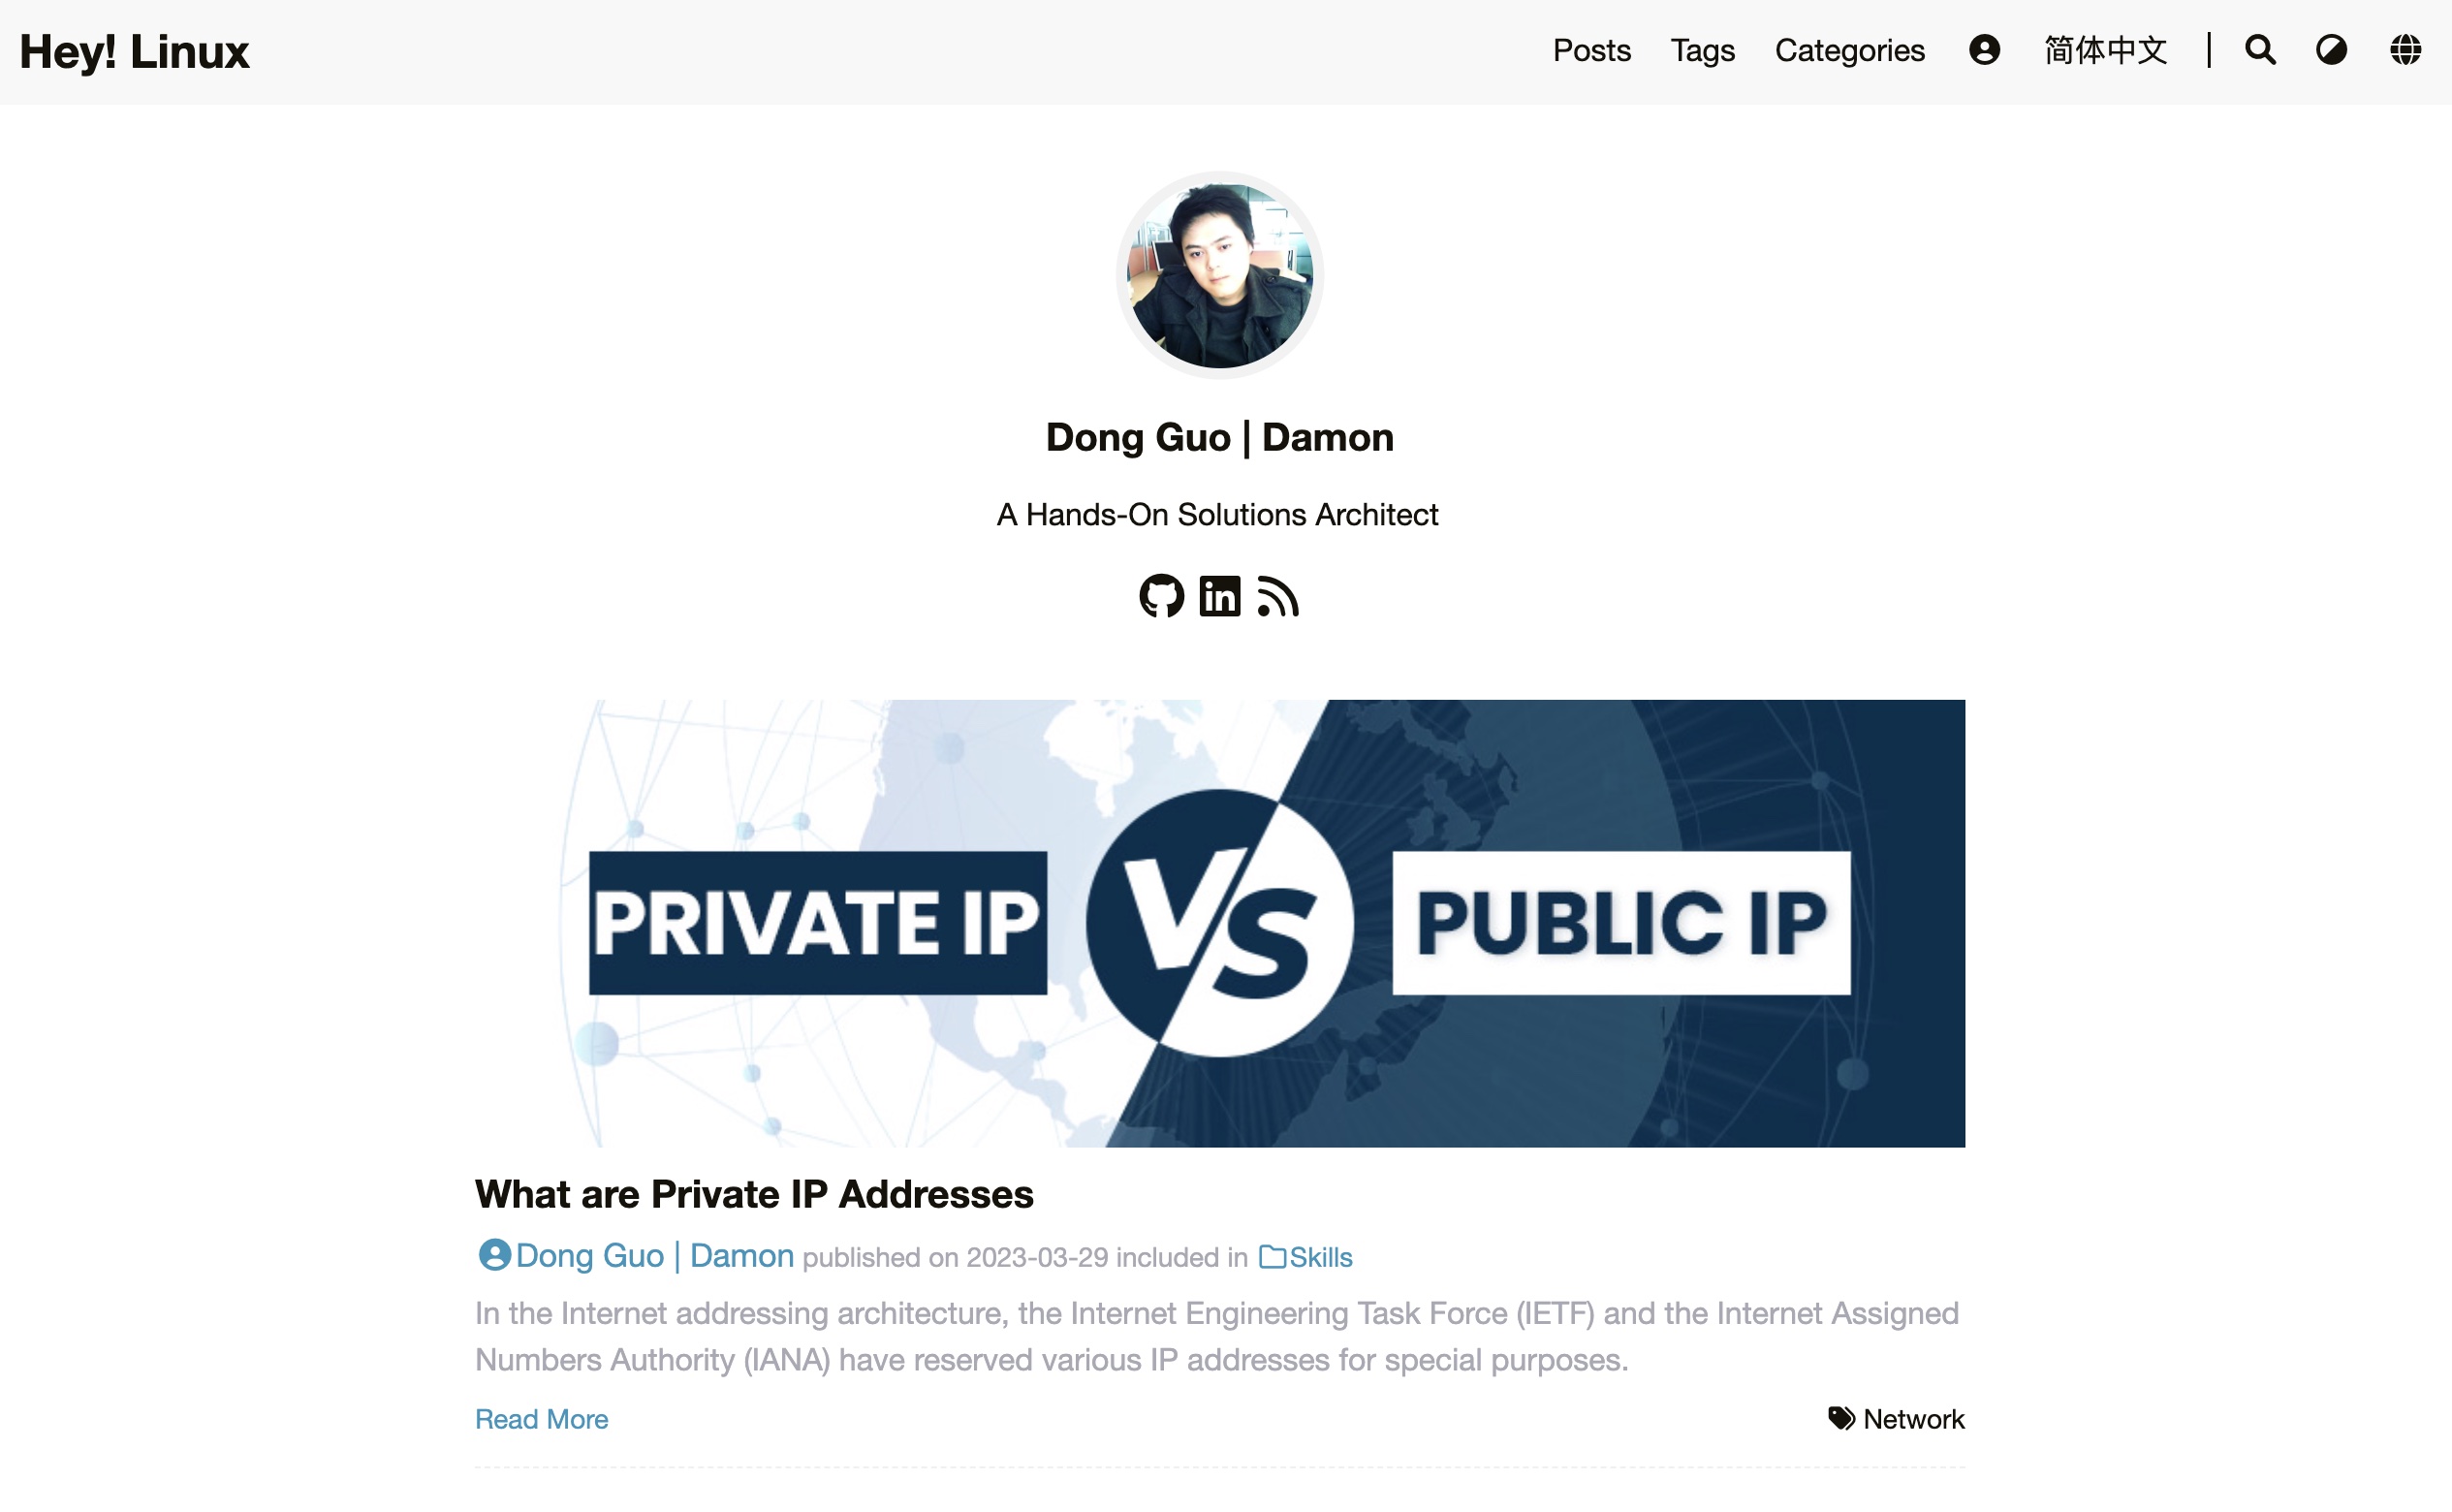 Hey! Linux
Posts Tags Categories 简体中文
Dong Guo | Damon
A Hands-On Solutions Architect
PRIVATE IP VS PUBLIC IP
What are Private IP Addresses
Dong Guo | Damon published on 2023-03-29 included in Skills
In the Internet addressing architecture, the Internet Engineering Task Force (IETF) and the Internet Assigned
Numbers Authority (IANA) have reserved various IP addresses for special purposes.
Read More Network